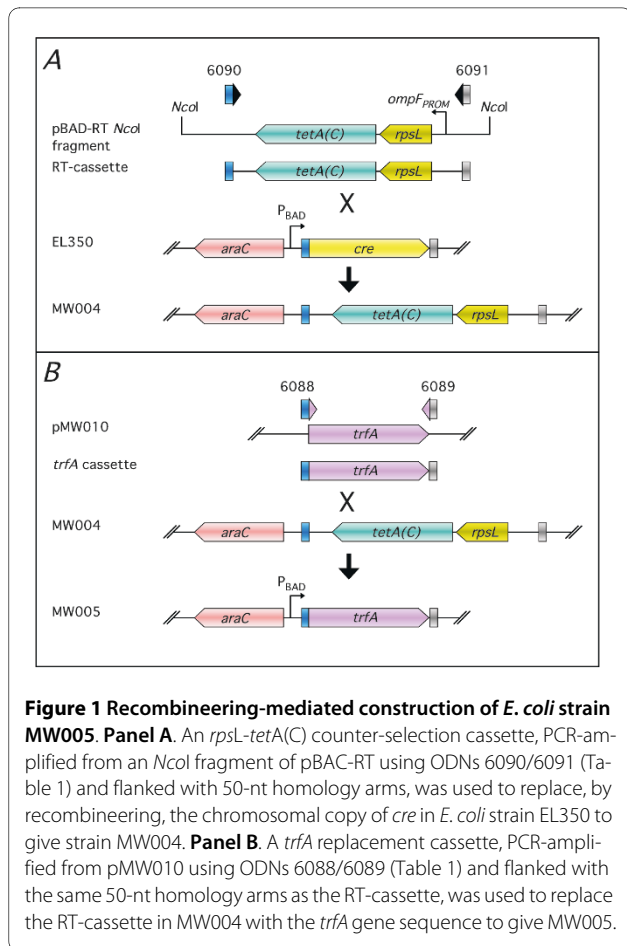 A
6090
6091
NcoI
ompF PROM
NcoI
pBAD-RT NcoI
fragment
tetA(C)
rpsL
RT-cassette
tetA(C)
rpsL
X
P BAD
EL350
araC
cre
MW004
araC
tetA(C)
rpsL
B
6088
6089
pMW010
trfA
trfA cassette
trfA
X
MW004
araC
tetA(C)
rpsL
P BAD
MW005
araC
trfA
Figure 1 Recombineering-mediated construction of E. coli strain
MW005. Panel A. An rpsL-tetA(C) counter-selection cassette, PCR-am-
plified from an NcoI fragment of pBAC-RT using ODNs 6090/6091 (Ta-
ble 1) and flanked with 50-nt homology arms, was used to replace, by
recombineering, the chromosomal copy of cre in E. coli strain EL350 to
give strain MW004. Panel B. A trfA replacement cassette, PCR-ampli-
fied from pMW010 using ODNs 6088/6089 (Table 1) and flanked with
the same 50-nt homology arms as the RT-cassette, was used to replace
the RT-cassette in MW004 with the trfA gene sequence to give MW005.